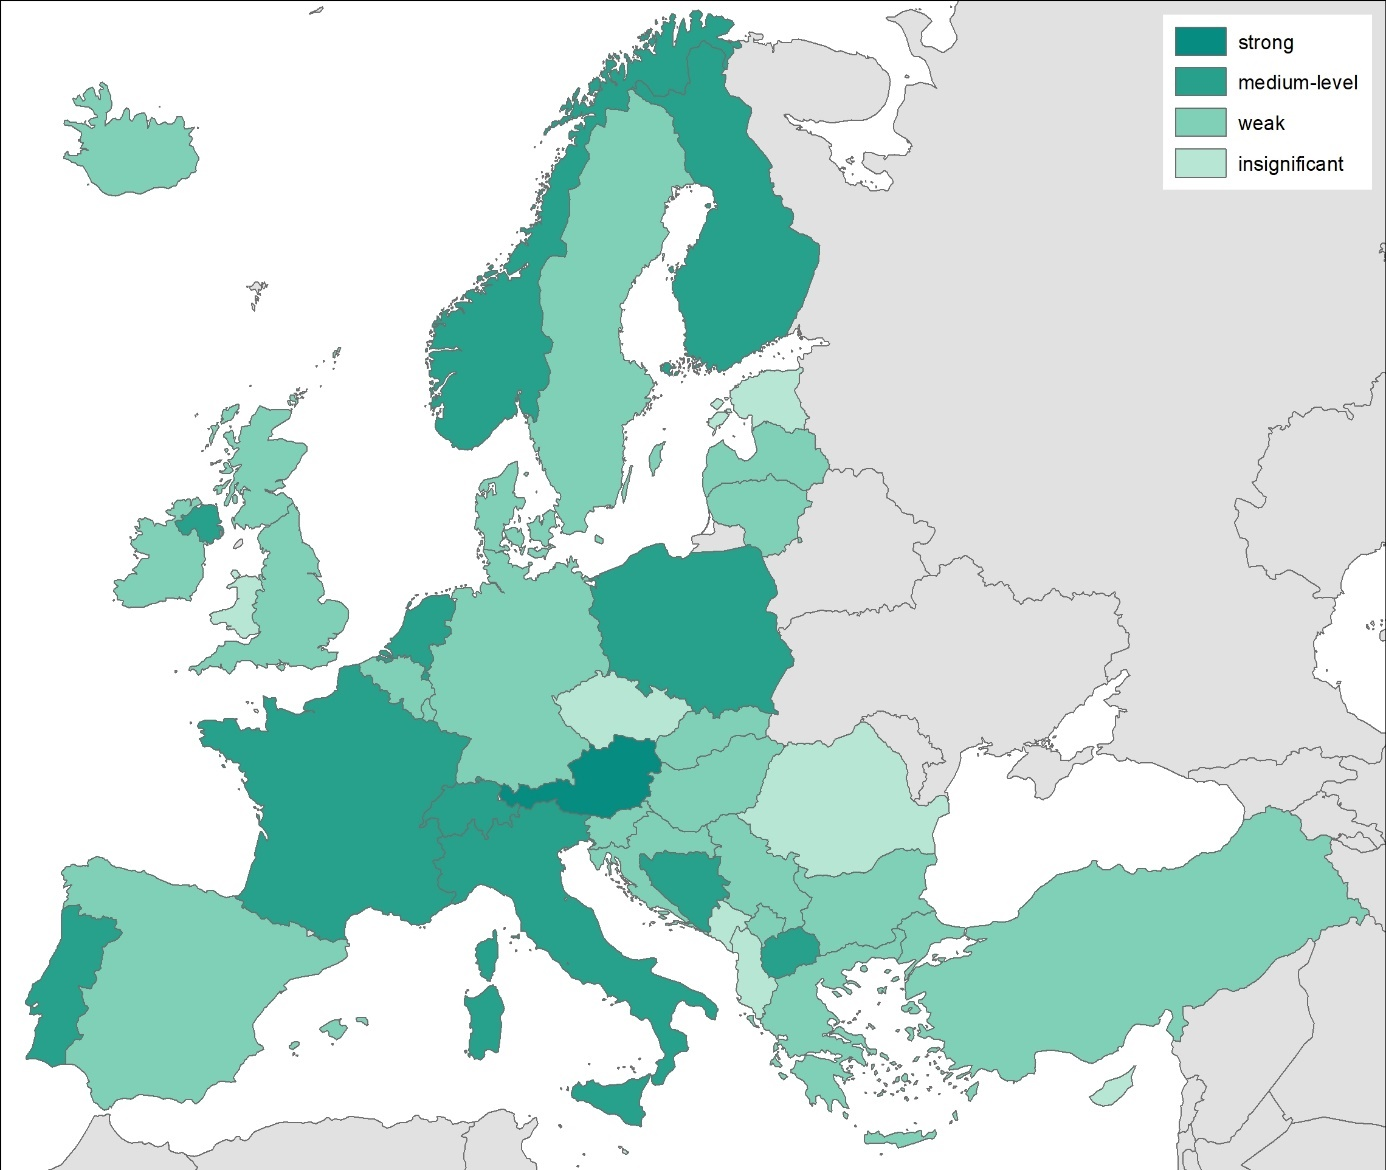 strong
medium-level
weak
insignificant